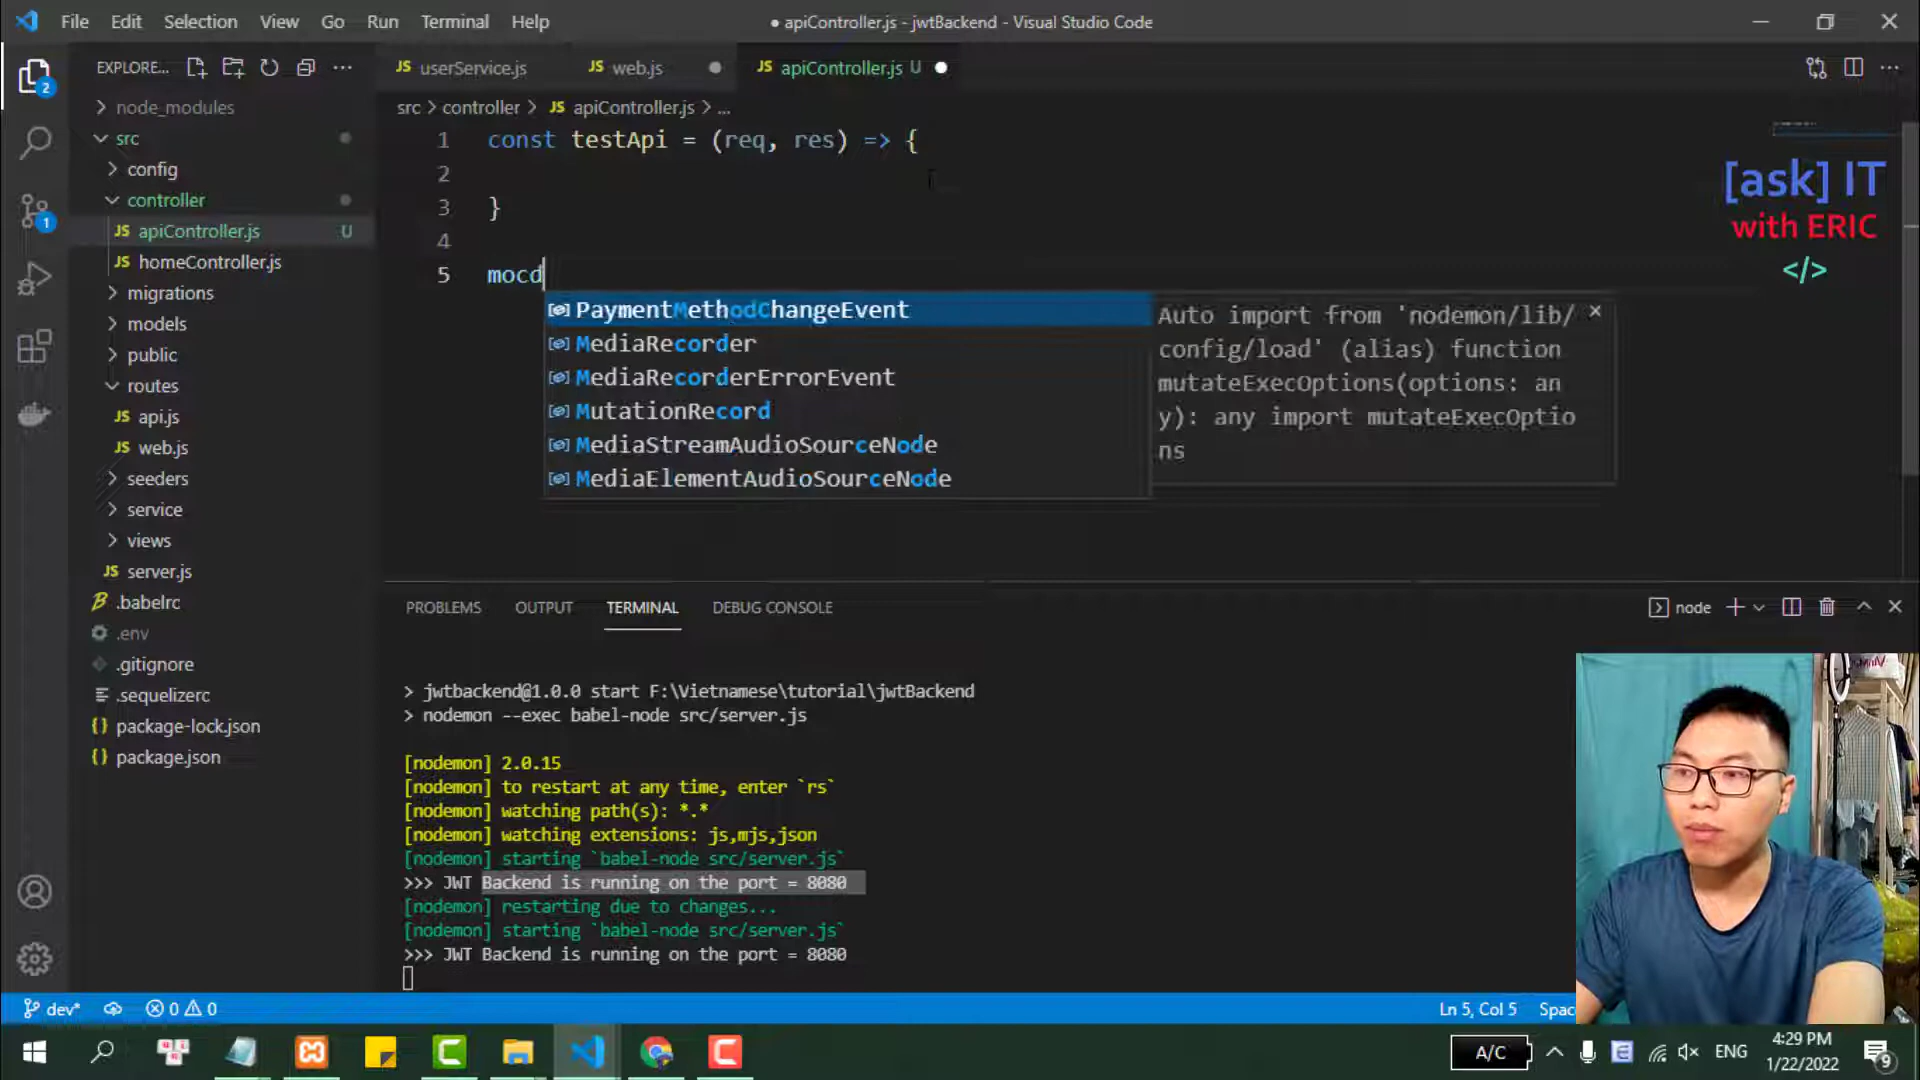 File Edit Selection View Go Run Terminal Help
● apiController.js - jwtBackend - Visual Studio Code
EXPLORE...
JS userService.js
JS web.js
JS apiController.js U
2
1
node_modules
src
config
controller
JS apiController.js U
JS homeController.js
migrations
models
public
routes
JS api.js
JS web.js
seeders
service
views
JS server.js
.babelrc
.env
.gitignore
.sequelizerc
{} package-lock.json
{} package.json
src > controller > JS apiController.js > ...
1 const testApi = (req, res) => {
2
3 }
4
5 mocd
PaymentMethodChangeEvent
MediaRecorder
MediaRecorderErrorEvent
MutationRecord
MediaStreamAudioSourceNode
MediaElementAudioSourceNode
Auto import from 'nodemon/lib/
config/load' (alias) function
mutateExecOptions(options: an
y): any import mutateExecOptio
ns
[ask] IT
with ERIC
</>
PROBLEMS OUTPUT TERMINAL DEBUG CONSOLE
node
> jwtbackend@1.0.0 start F:\Vietnamese\tutorial\jwtBackend
> nodemon --exec babel-node src/server.js
[nodemon] 2.0.15
[nodemon] to restart at any time, enter `rs`
[nodemon] watching path(s): *.*
[nodemon] watching extensions: js,mjs,json
[nodemon] starting `babel-node src/server.js`
>>> JWT Backend is running on the port = 8080
[nodemon] restarting due to changes...
[nodemon] starting `babel-node src/server.js`
>>> JWT Backend is running on the port = 8080
dev*
0 0
Ln 5, Col 5
A/C
ENG
4:29 PM
1/22/2022
9